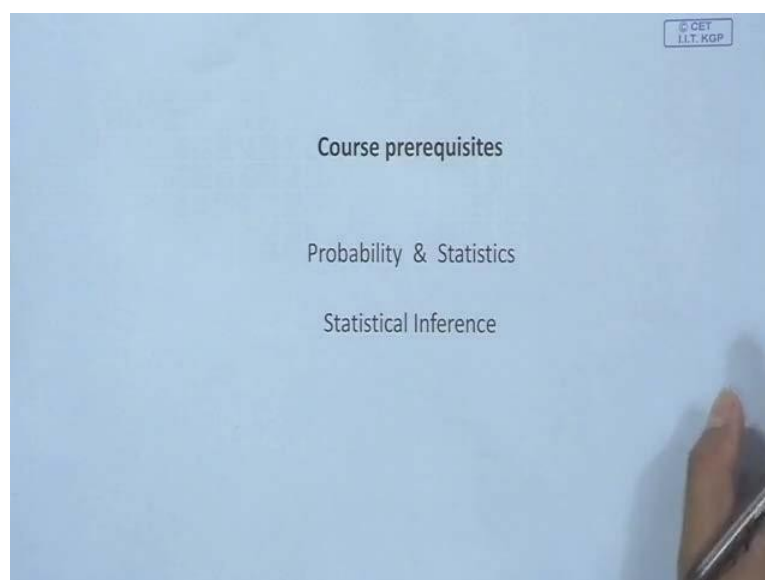 © CET
I.I.T. KGP
Course prerequisites
Probability & Statistics
Statistical Inference